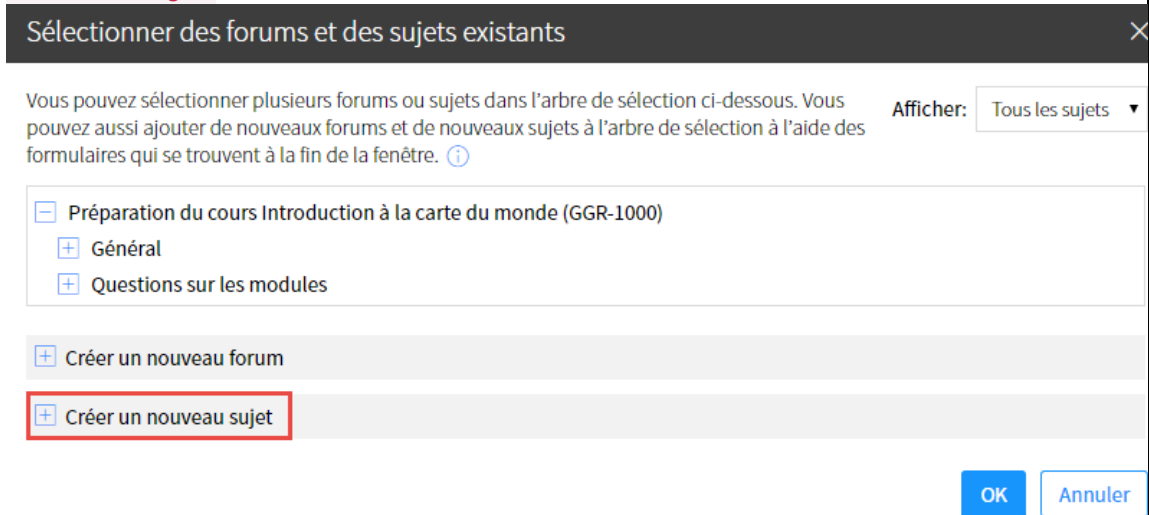 Sélectionner des forums et des sujets existants
Vous pouvez sélectionner plusieurs forums ou sujets dans l'arbre de sélection ci-dessous. Vous
pouvez aussi ajouter de nouveaux forums et de nouveaux sujets à l'arbre de sélection à l'aide des
formulaires qui se trouvent à la fin de la fenêtre.
Afficher: Tous les sujets
Préparation du cours Introduction à la carte du monde (GGR-1000)
Général
Questions sur les modules
Créer un nouveau forum
Créer un nouveau sujet
OK Annuler